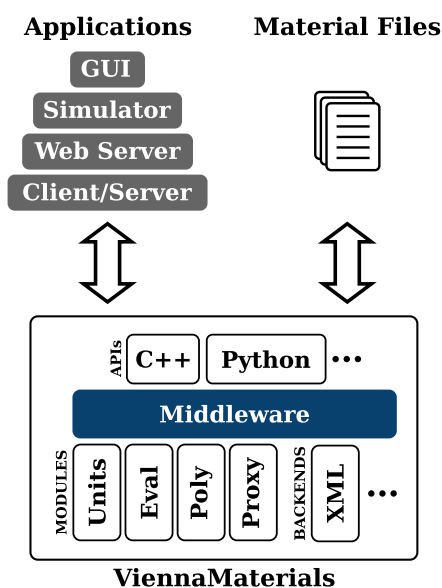 Applications
Material Files
GUI
Simulator
Web Server
Client/Server
APIs
C++
Python
...
Middleware
MODULES
Units
Eval
Poly
Proxy
BACKENDS
XML
...
ViennaMaterials